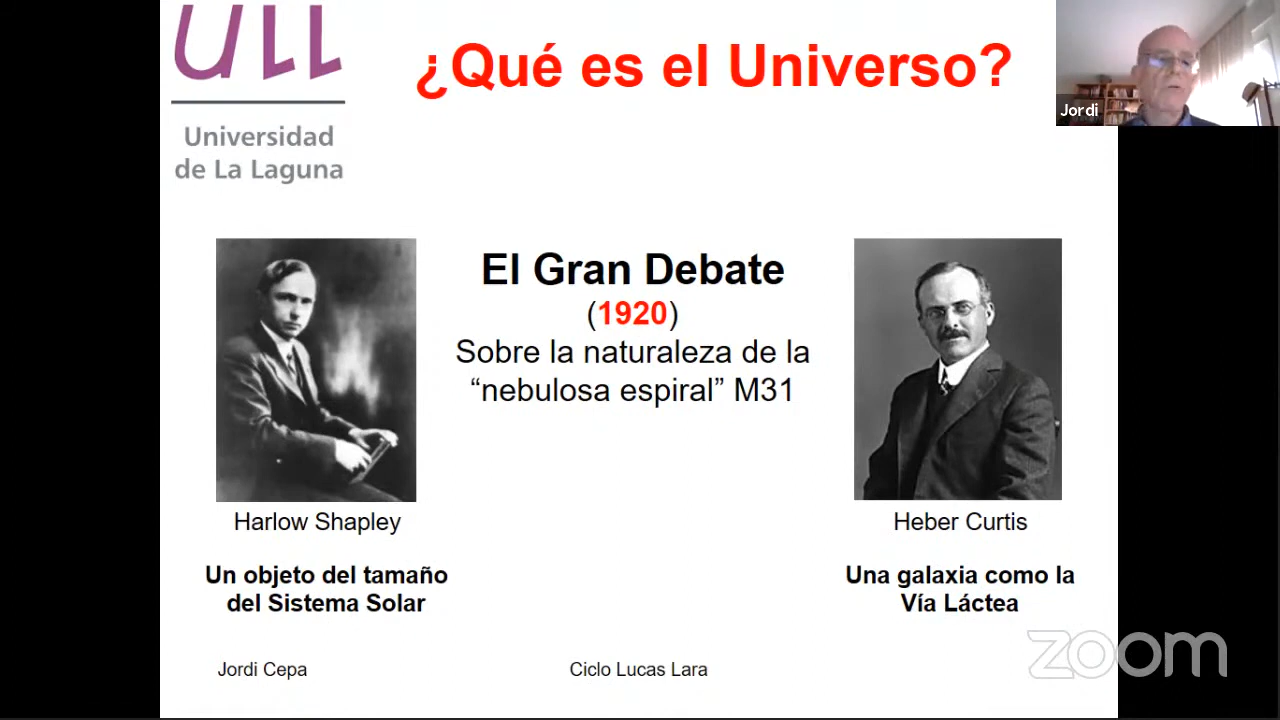 ULL
Universidad
de La Laguna
¿Qué es el Universo?
Jordi
El Gran Debate
(1920)
Sobre la naturaleza de la
“nebulosa espiral” M31
Harlow Shapley
Un objeto del tamaño
del Sistema Solar
Heber Curtis
Una galaxia como la
Vía Láctea
Jordi Cepa
Ciclo Lucas Lara
zoom